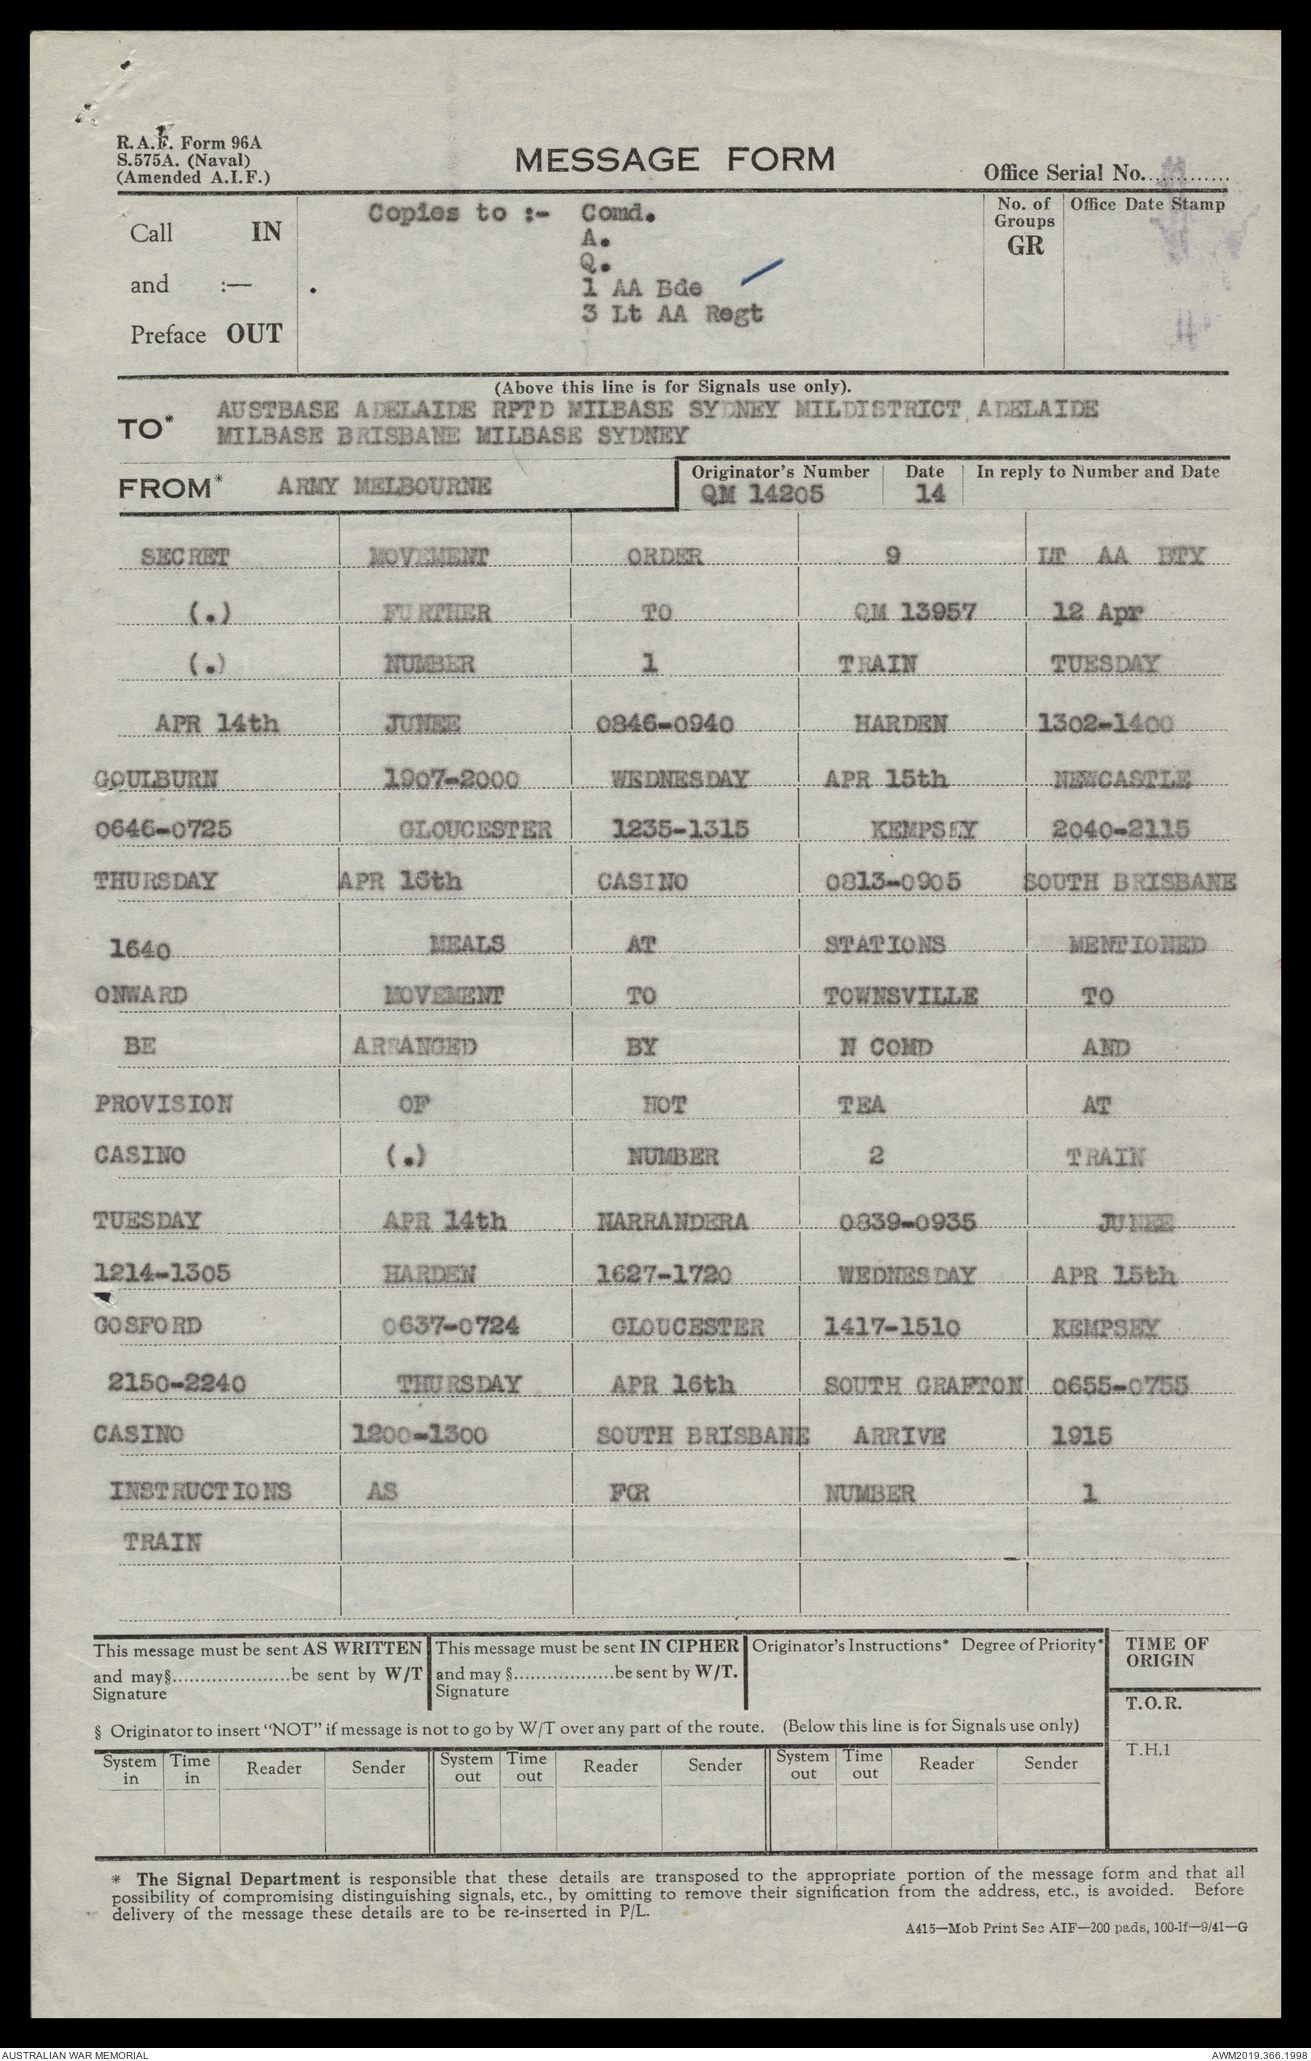 R.A.F. Form 96A
S.575A. (Naval)
(Amended A.I.F.)
MESSAGE FORM
Office Serial No.............
Call IN
and :—
Preface OUT
Copies to :- Comd.
A.
Q.
1 AA Bde
3 Lt AA Regt
No. of
Groups
GR
Office Date Stamp
(Above this line is for Signals use only).
TO* AUSTBASE ADELAIDE RPTD MILBASE SYDNEY MILDISTRICT ADELAIDE
MILBASE BRISBANE MILBASE SYDNEY
FROM* ARMY MELBOURNE
Originator's Number Date In reply to Number and Date
QM 14205 14
SECRET MOVEMENT ORDER 9 LT AA BTY
(.) FURTHER TO QM 13957 12 Apr
(.) NUMBER 1 TRAIN TUESDAY
APR 14th JUNEE 0846-0940 HARDEN 1302-1400
GOULBURN 1907-2000 WEDNESDAY APR 15th NEWCASTLE
0646-0725 GLOUCESTER 1235-1315 KEMPSEY 2040-2115
THURSDAY APR 16th CASINO 0813-0905 SOUTH BRISBANE
1640 MEALS AT STATIONS MENTIONED
ONWARD MOVEMENT TO TOWNSVILLE TO
BE ARRANGED BY N COMD AND
PROVISION OF HOT TEA AT
CASINO (.) NUMBER 2 TRAIN
TUESDAY APR 14th NARRANDERA 0839-0935 JUNEE
1214-1305 HARDEN 1627-1720 WEDNESDAY APR 15th
GOSFORD 0637-0724 GLOUCESTER 1417-1510 KEMPSEY
2150-2240 THURSDAY APR 16th SOUTH GRAFTON 0655-0755
CASINO 1200-1300 SOUTH BRISBANE ARRIVE 1915
INSTRUCTIONS AS FOR NUMBER 1
TRAIN
This message must be sent AS WRITTEN
and may§.....................be sent by W/T
Signature
This message must be sent IN CIPHER
and may §..................be sent by W/T.
Signature
Originator's Instructions* Degree of Priority*
TIME OF
ORIGIN
T.O.R.
T.H.1
§ Originator to insert "NOT" if message is not to go by W/T over any part of the route. (Below this line is for Signals use only)
System in Time in Reader Sender System out Time out Reader Sender System out Time out Reader Sender
* The Signal Department is responsible that these details are transposed to the appropriate portion of the message form and that all
possibility of compromising distinguishing signals, etc., by omitting to remove their signification from the address, etc., is avoided. Before
delivery of the message these details are to be re-inserted in P/L.
A415—Mob Print Sec AIF—200 pads, 100-lf—9/41—G
AUSTRALIAN WAR MEMORIAL
AWM2019.366.1998